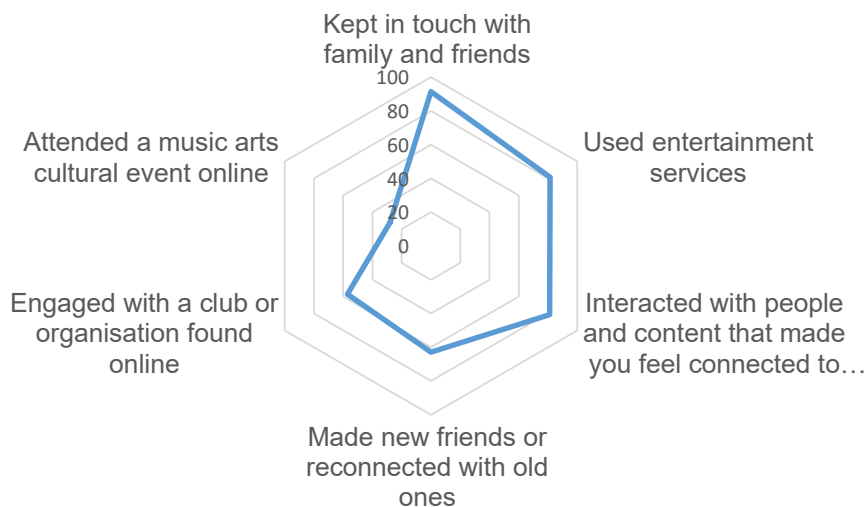 Kept in touch with
family and friends
100
80
60
40
20
0
Used entertainment
services
Interacted with people
and content that made
you feel connected to…
Made new friends or
reconnected with old
ones
Engaged with a club or
organisation found
online
Attended a music arts
cultural event online